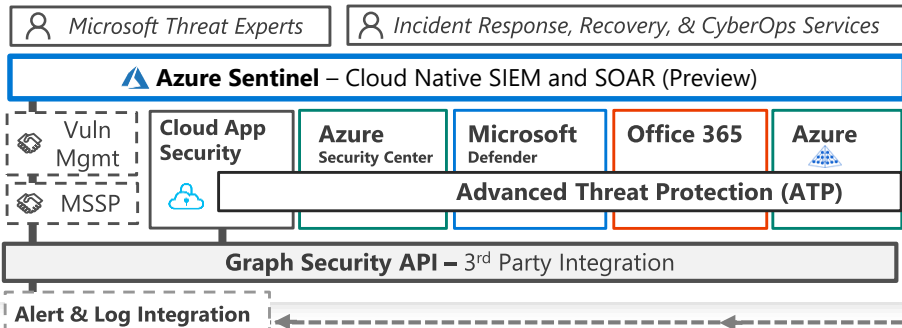 Microsoft Threat Experts
Incident Response, Recovery, & CyberOps Services
Azure Sentinel – Cloud Native SIEM and SOAR (Preview)
Vuln
Mgmt
MSSP
Cloud App
Security
Azure
Security Center
Microsoft
Defender
Office 365
Azure
Advanced Threat Protection (ATP)
Graph Security API – 3rd Party Integration
Alert & Log Integration